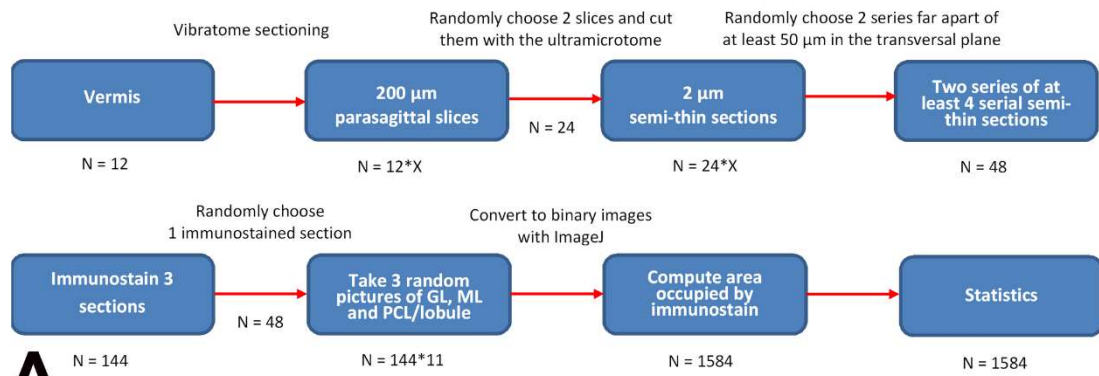 Vibratome sectioning
Randomly choose 2 slices and cut
them with the ultramicrotome
Randomly choose 2 series far apart of
at least 50 µm in the transversal plane
Vermis
200 µm
parasagittal slices
2 µm
semi-thin sections
Two series of at
least 4 serial semi-
thin sections
N = 24
N = 12
N = 12*X
N = 24*X
N = 48
Randomly choose
1 immunostained section
Convert to binary images
with ImageJ
Immunostain 3
sections
Take 3 random
pictures of GL, ML
and PCL/lobule
Compute area
occupied by
immunostain
Statistics
N = 48
N = 144
N = 144*11
N = 1584
N = 1584
A